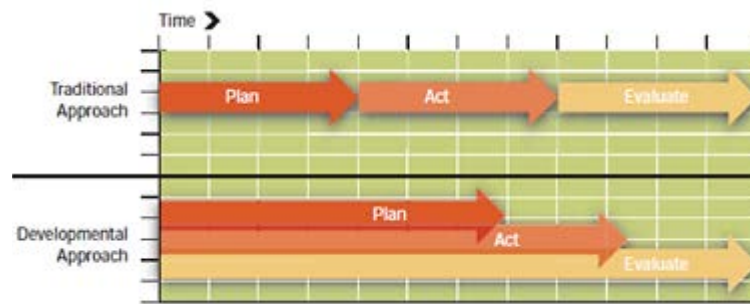 Time
Traditional
Approach
Plan
Act
Evaluate
Developmental
Approach
Plan
Act
Evaluate